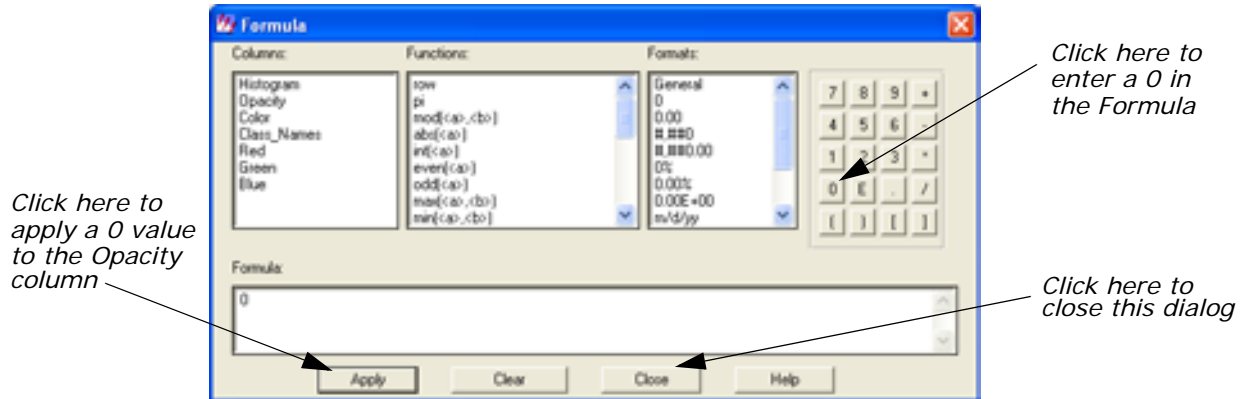 Formula
Columns:
Functions:
Formats:
Histogram
Opacity
Color
Class_Names
Red
Green
Blue
row
pi
mod(<a>,<b>)
abs(<a>)
int(<a>)
even(<a>)
odd(<a>)
max(<a>,<b>)
min(<a>,<b>)
General
0
0.00
#,##0
#,##0.00
0%
0.00%
0.00E+00
m/d/yy
7 8 9 +
4 5 6 -
1 2 3 *
0 E . /
( ) [ ]
Click here to
enter a 0 in
the Formula
Click here to
apply a 0 value
to the Opacity
column
Formula:
0
Click here to
close this dialog
Apply Clear Close Help